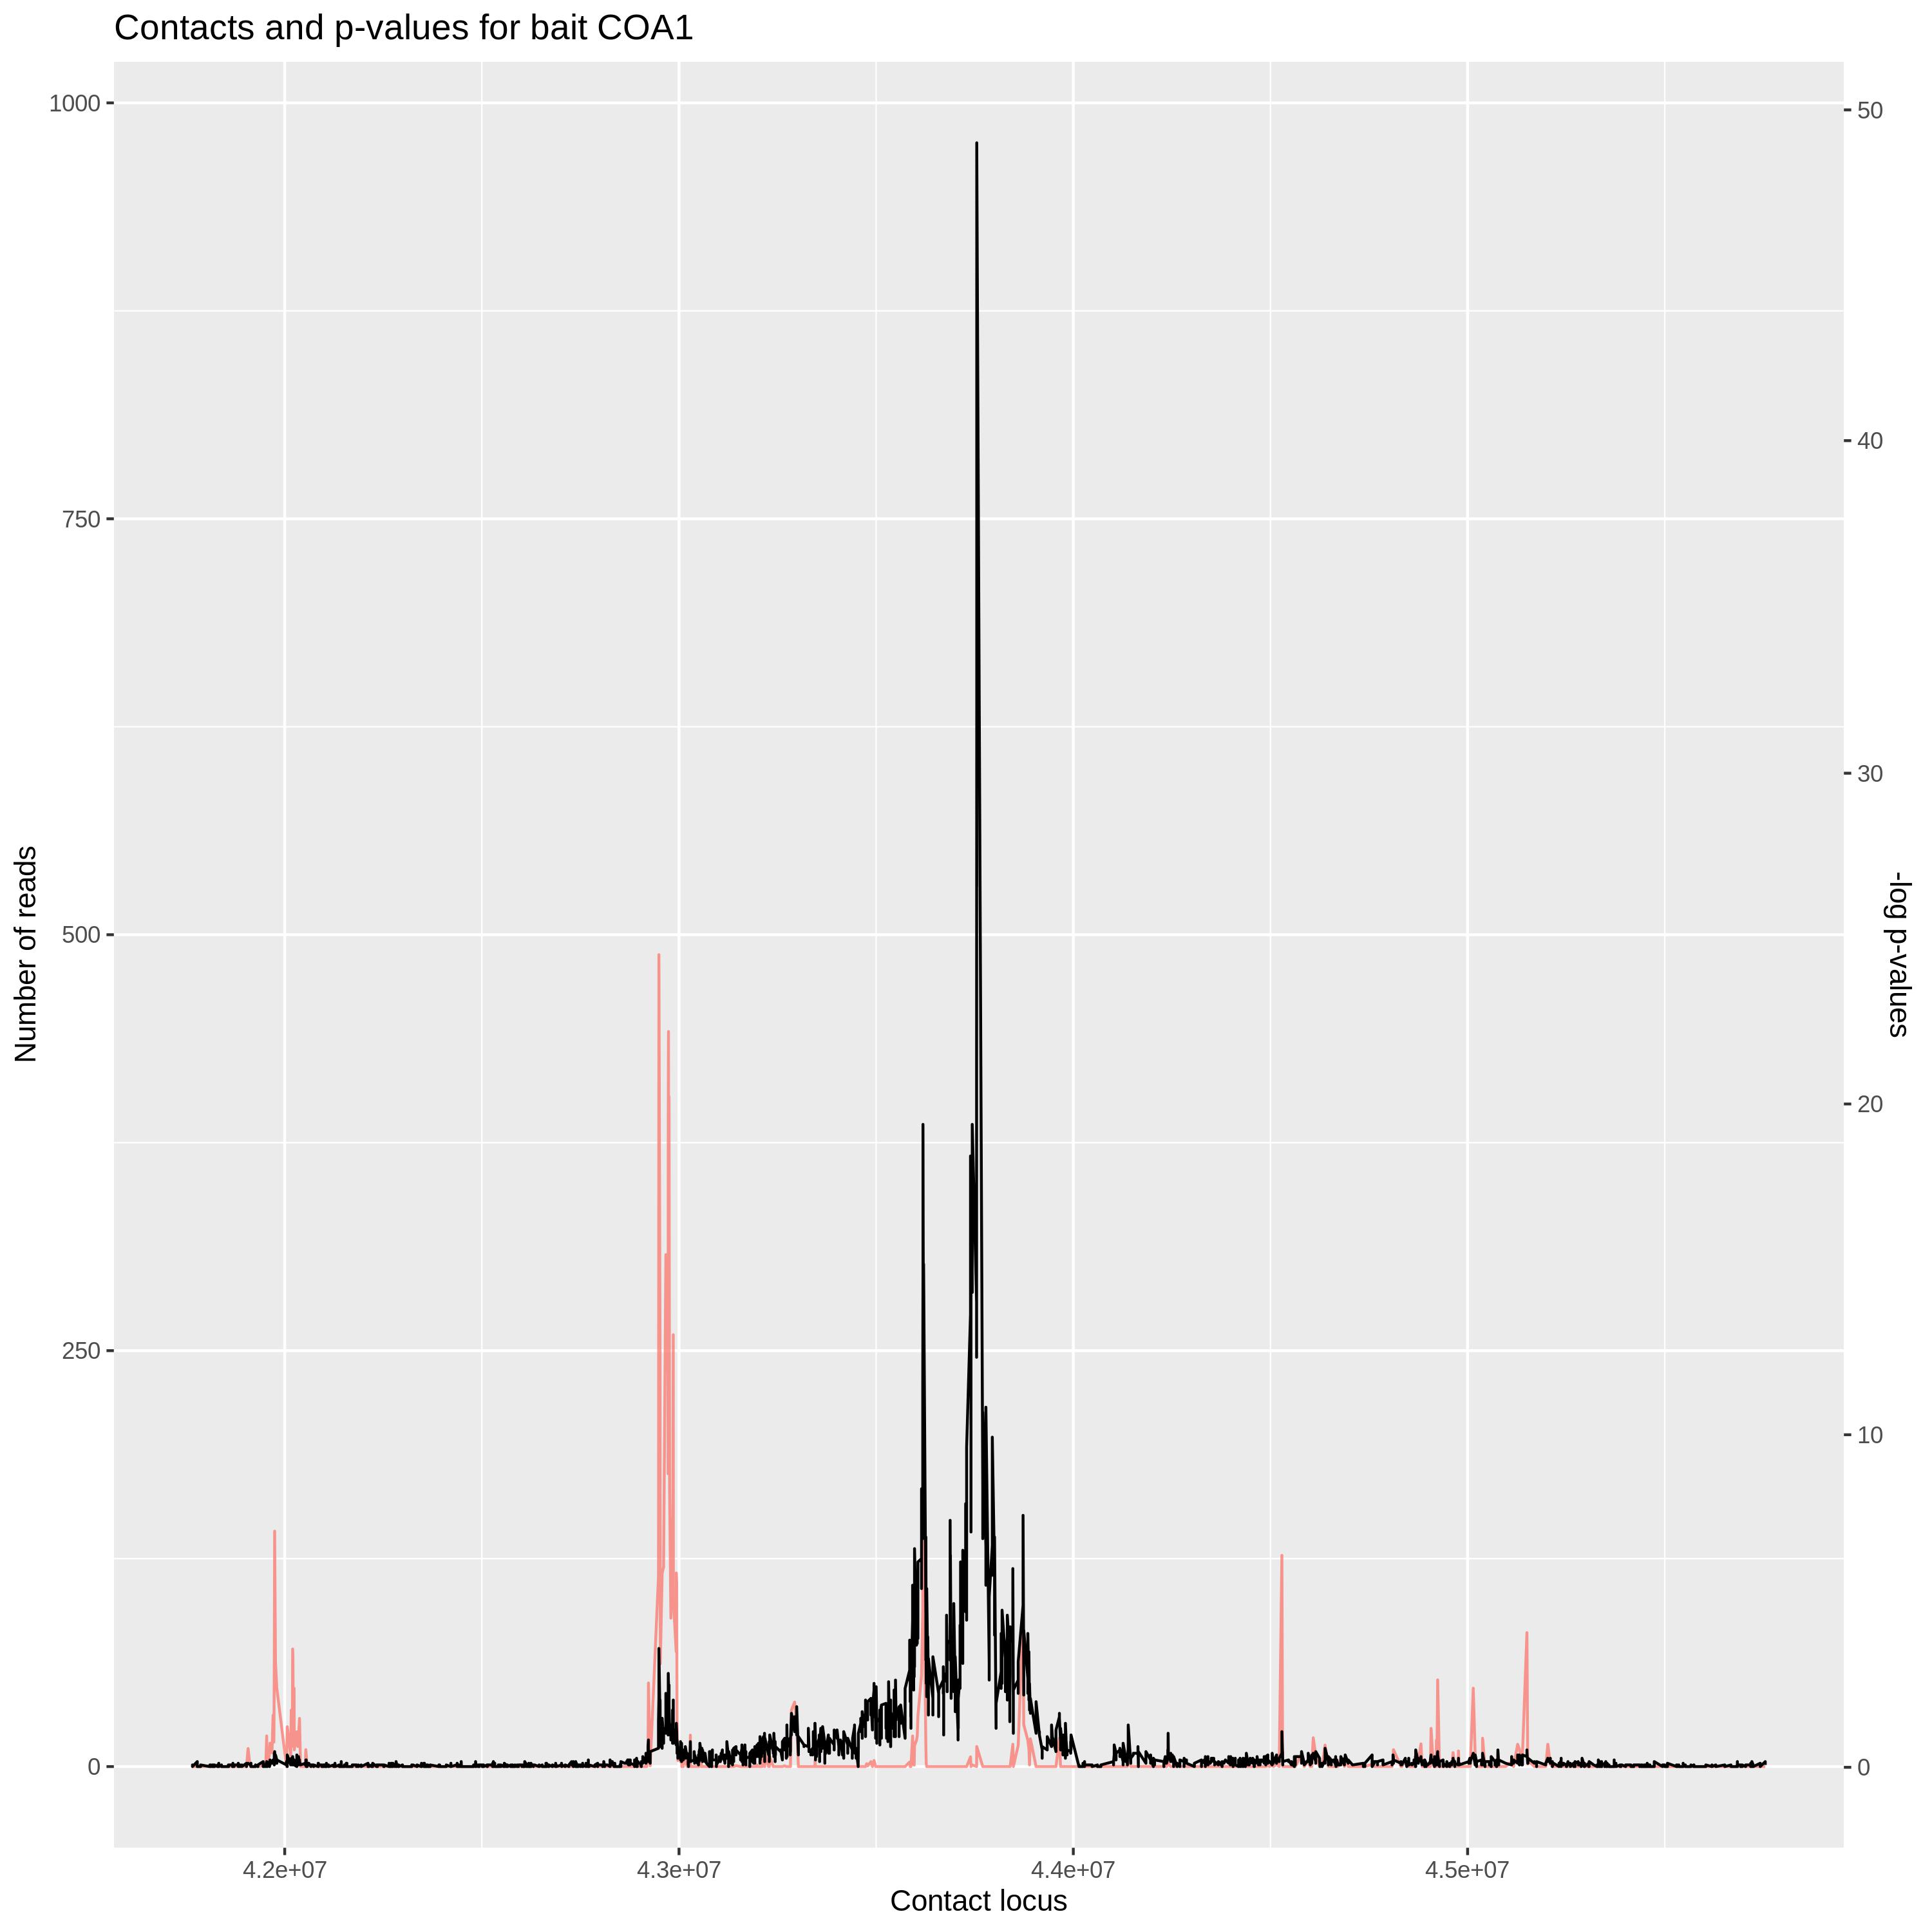 Contacts and p-values for bait COA1
1000
750
500
250
0
Number of reads
50
40
30
20
10
0
-log p-values
4.2e+07
4.3e+07
4.4e+07
4.5e+07
Contact locus